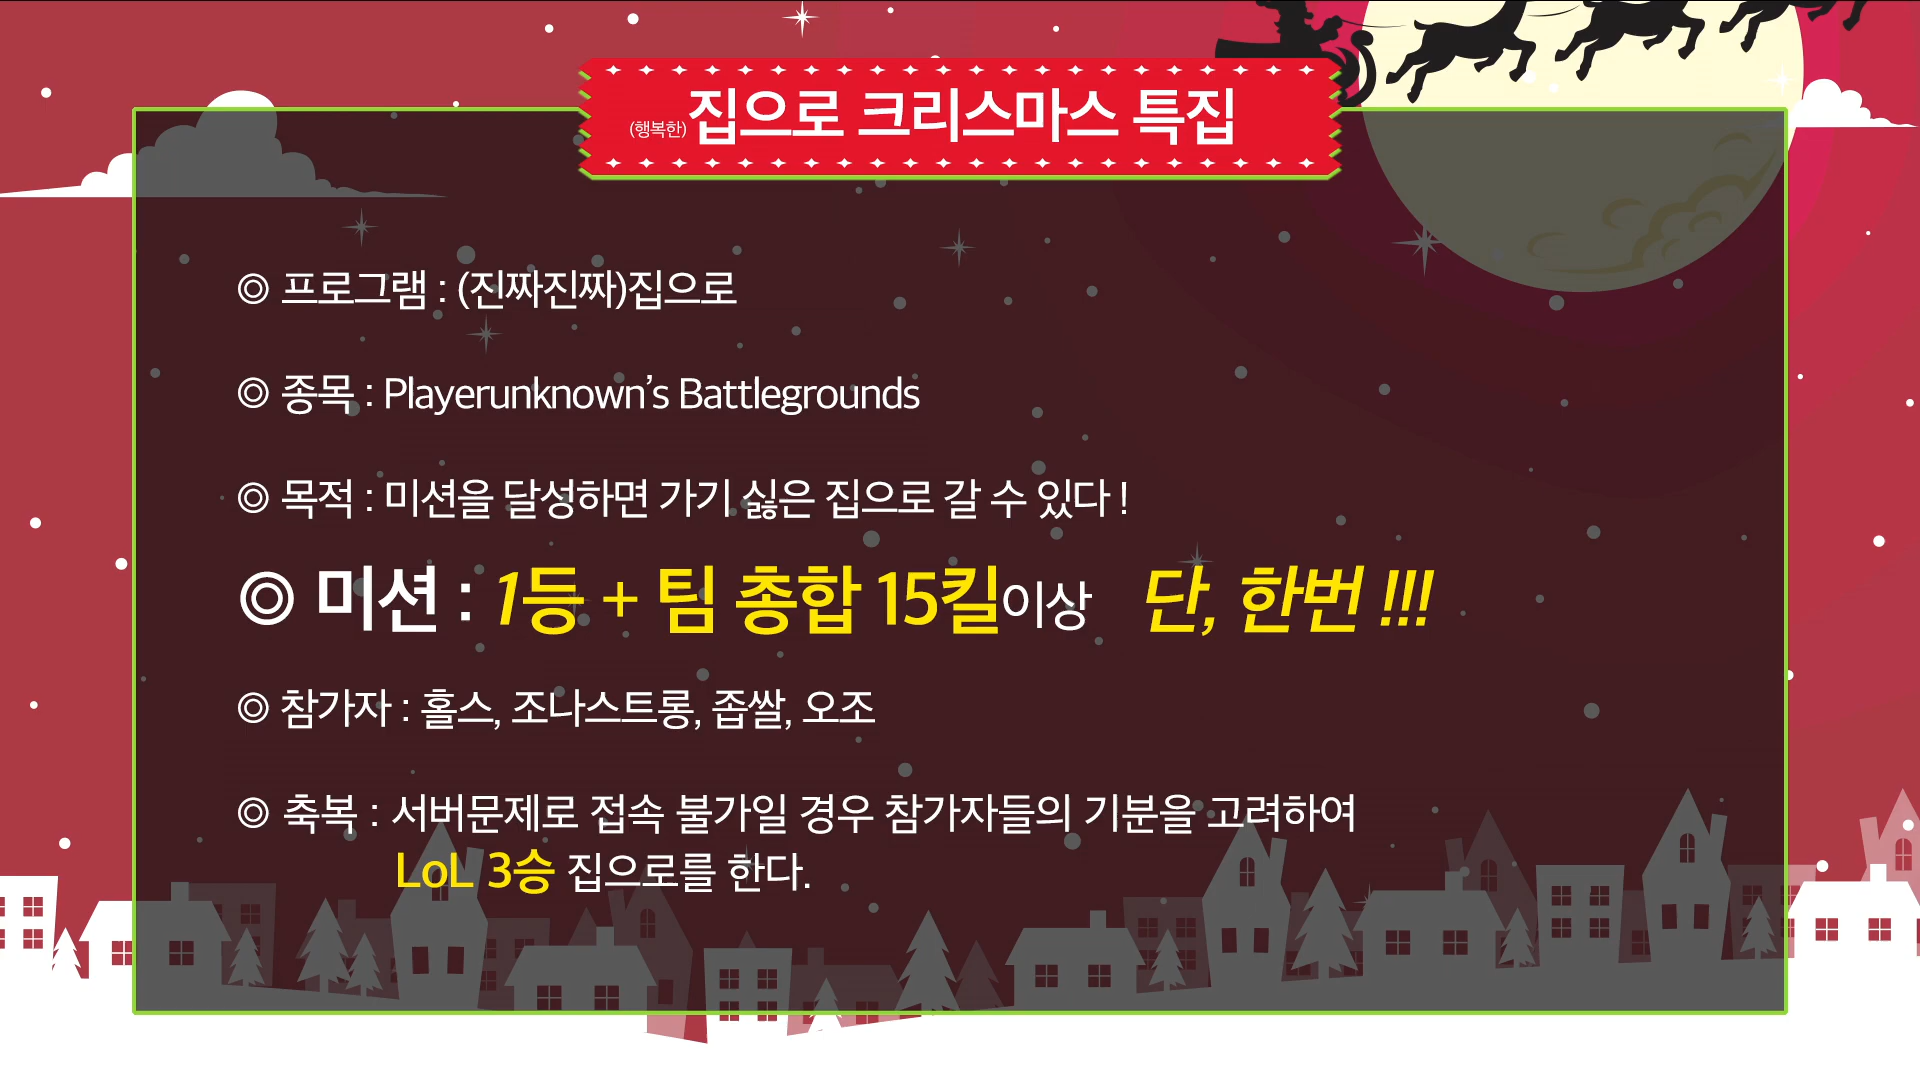 (행복한)집으로 크리스마스 특집
◎ 프로그램 : (진짜진짜)집으로
◎ 종목 : Playerunknown’s Battlegrounds
◎ 목적 : 미션을 달성하면 가기 싫은 집으로 갈 수 있다 !
◎ 미션 : 1등 + 팀 총합 15킬이상 단, 한번 !!!
◎ 참가자 : 홀스, 조나스트롱, 좁쌀, 오조
◎ 축복 : 서버문제로 접속 불가일 경우 참가자들의 기분을 고려하여
LoL 3승 집으로를 한다.